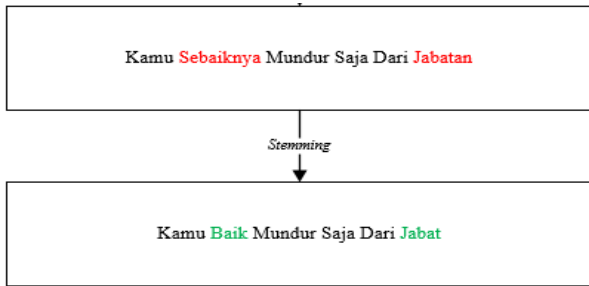 Kamu Sebaiknya Mundur Saja Dari Jabatan
Stemming
Kamu Baik Mundur Saja Dari Jabat